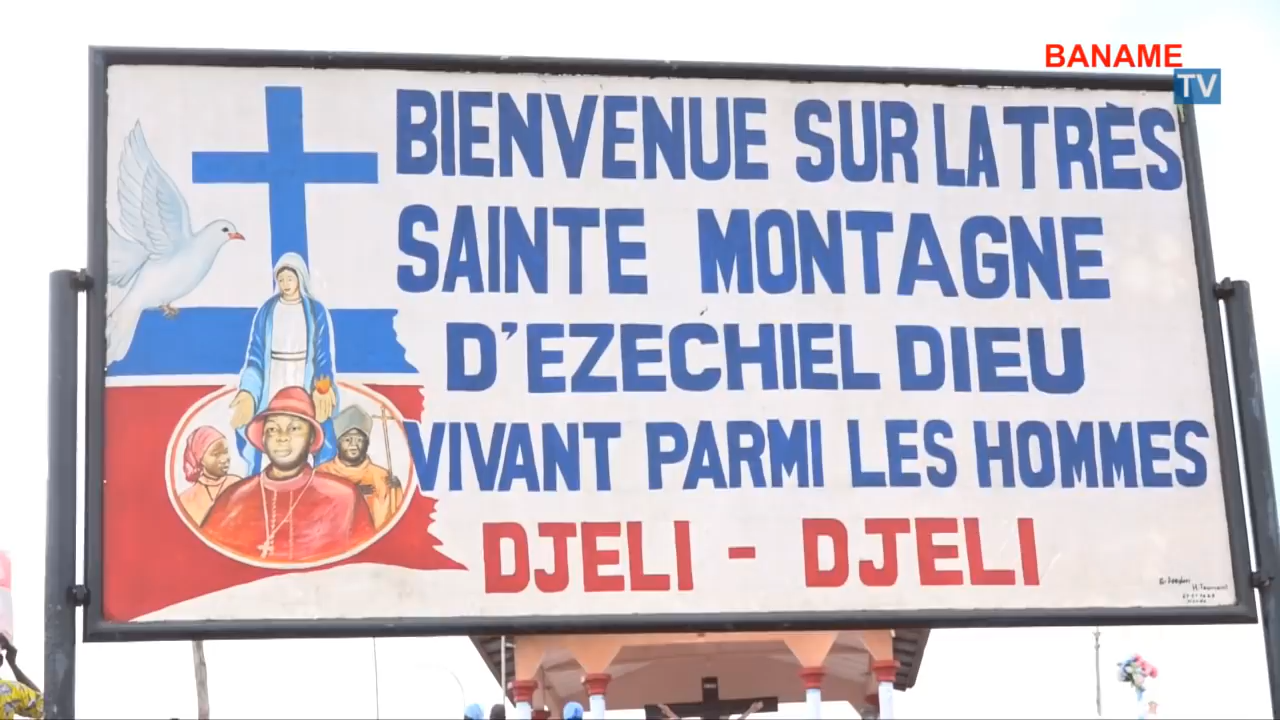 BANAME
TV
BIENVENUE SUR LA TRÈS
SAINTE MONTAGNE
D'EZECHIEL DIEU
VIVANT PARMI LES HOMMES
DJELI - DJELI